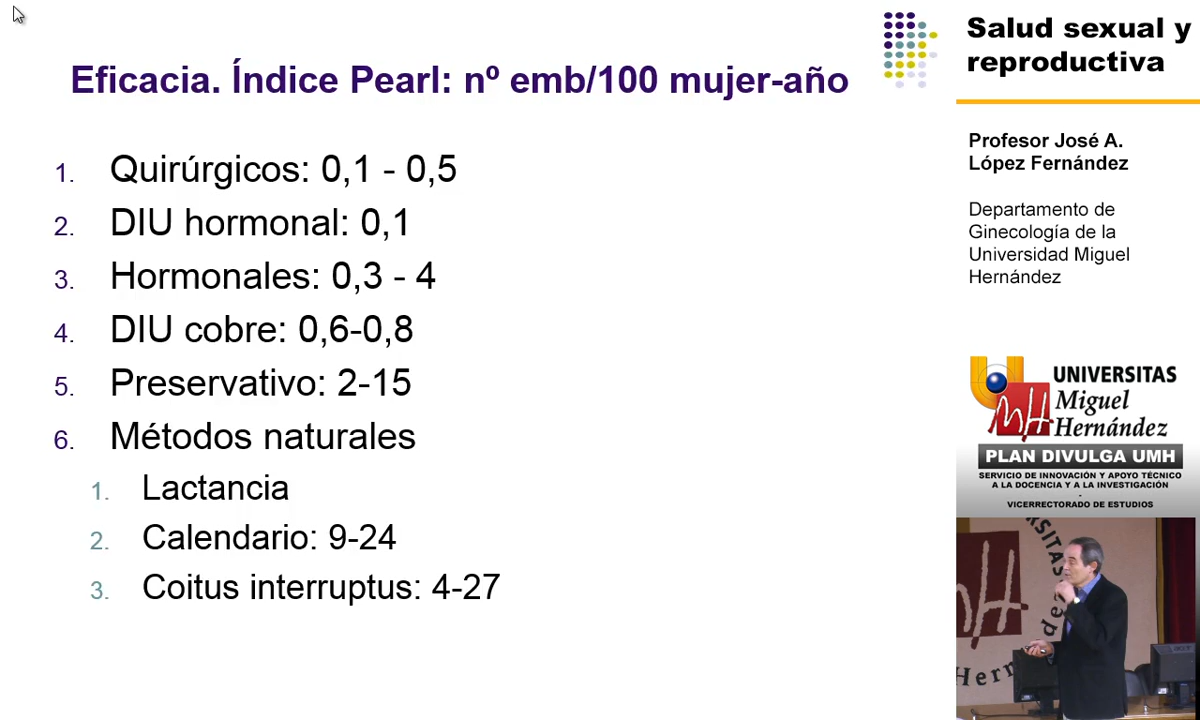 Eficacia. Índice Pearl: nº emb/100 mujer-año
1. Quirúrgicos: 0,1 - 0,5
2. DIU hormonal: 0,1
3. Hormonales: 0,3 - 4
4. DIU cobre: 0,6-0,8
5. Preservativo: 2-15
6. Métodos naturales
1. Lactancia
2. Calendario: 9-24
3. Coitus interruptus: 4-27
Salud sexual y
reproductiva
Profesor José A.
López Fernández
Departamento de
Ginecología de la
Universidad Miguel
Hernández
UNIVERSITAS
Miguel
Hernández
PLAN DIVULGA UMH
SERVICIO DE INNOVACIÓN Y APOYO TÉCNICO
A LA DOCENCIA Y A LA INVESTIGACIÓN
-
VICERRECTORADO DE ESTUDIOS